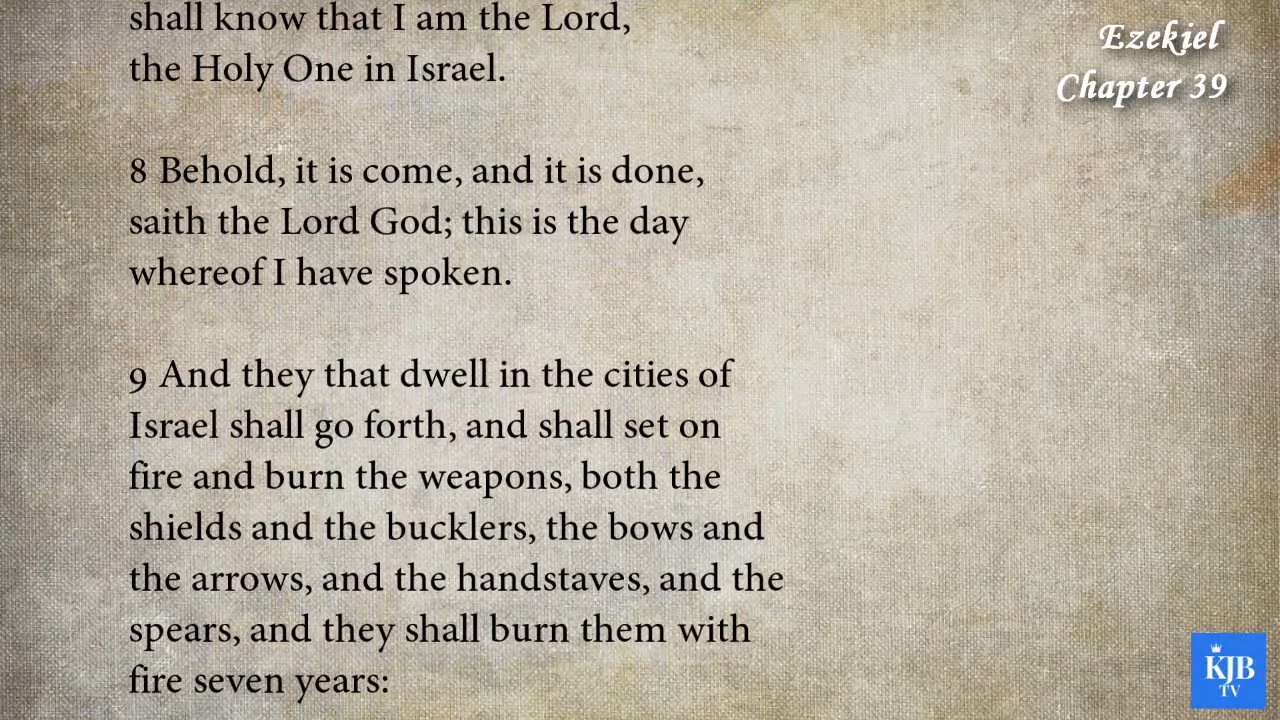 shall know that I am the Lord,
the Holy One in Israel.
Ezekiel
Chapter 39
8 Behold, it is come, and it is done,
saith the Lord God; this is the day
whereof I have spoken.
9 And they that dwell in the cities of
Israel shall go forth, and shall set on
fire and burn the weapons, both the
shields and the bucklers, the bows and
the arrows, and the handstaves, and the
spears, and they shall burn them with
fire seven years:
KJB
TV